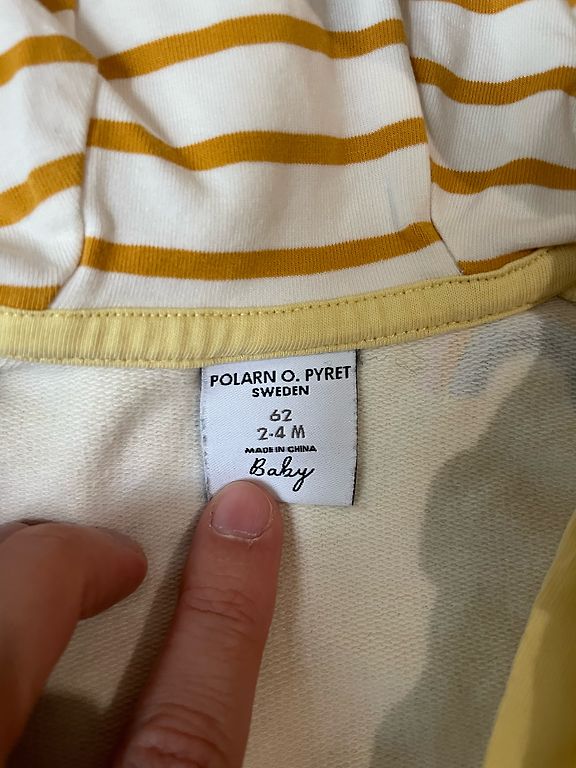 POLARN O. PYRET
SWEDEN
62
2-4 M
MADE IN CHINA
Baby